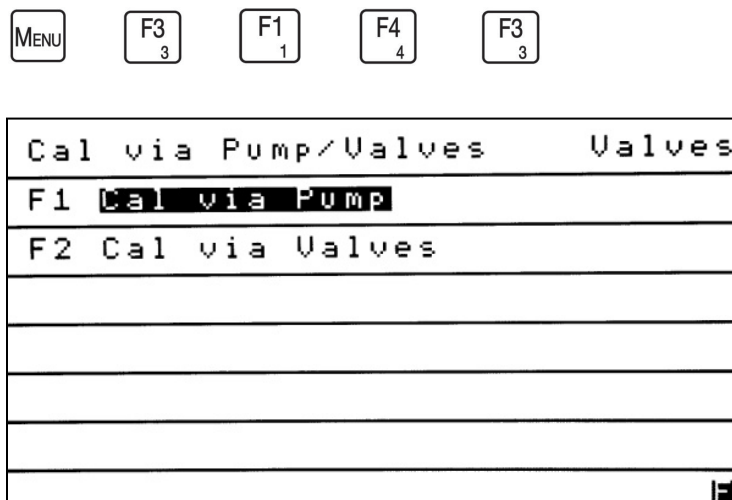 MENU F3 3 F1 1 F4 4 F3 3
Cal via Pump/Valves Valves
F1 Cal via Pump
F2 Cal via Valves